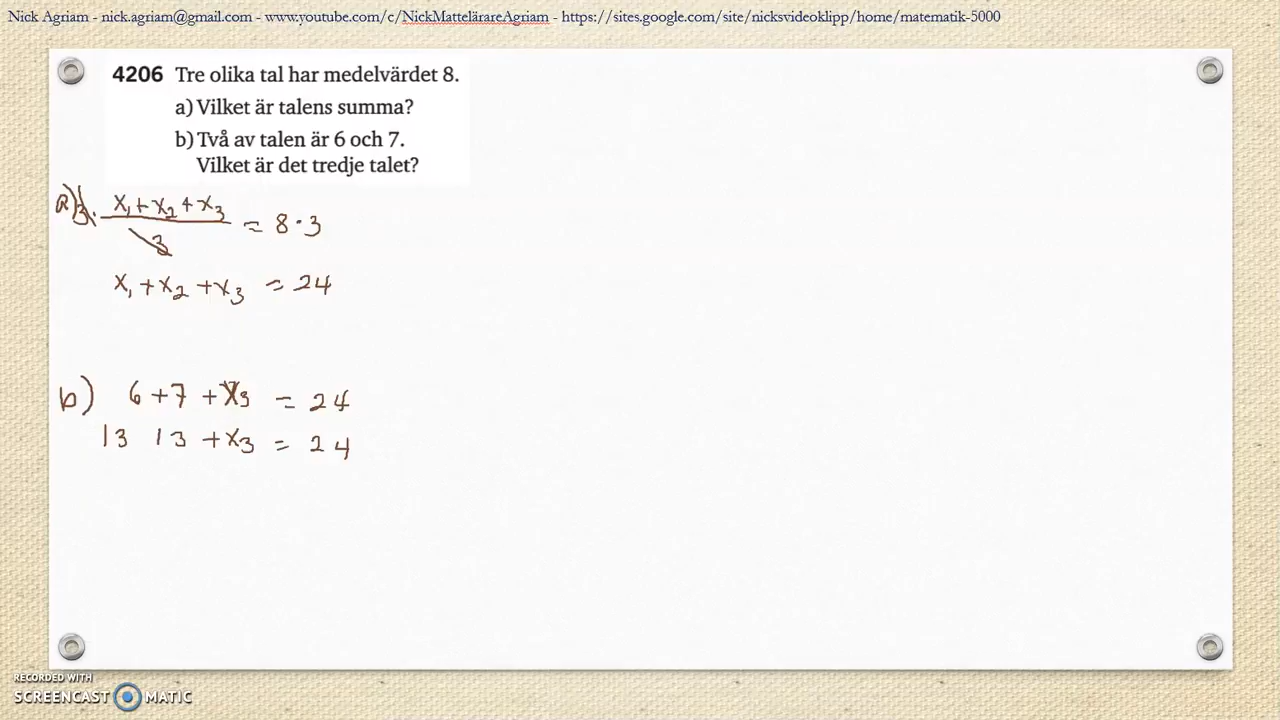 Nick Agriam - nick.agriam@gmail.com - www.youtube.com/c/NickMattelärareAgriam - https://sites.google.com/site/nicksvideoklipp/home/matematik-5000
4206 Tre olika tal har medelvärdet 8.
a) Vilket är talens summa?
b) Två av talen är 6 och 7.
Vilket är det tredje talet?
a) 3· (x₁+x₂+x₃)/3 = 8·3
x₁+x₂+x₃ = 24
b) 6+7+x₃ = 24
13 13+x₃ = 24
RECORDED WITH
SCREENCAST MATIC